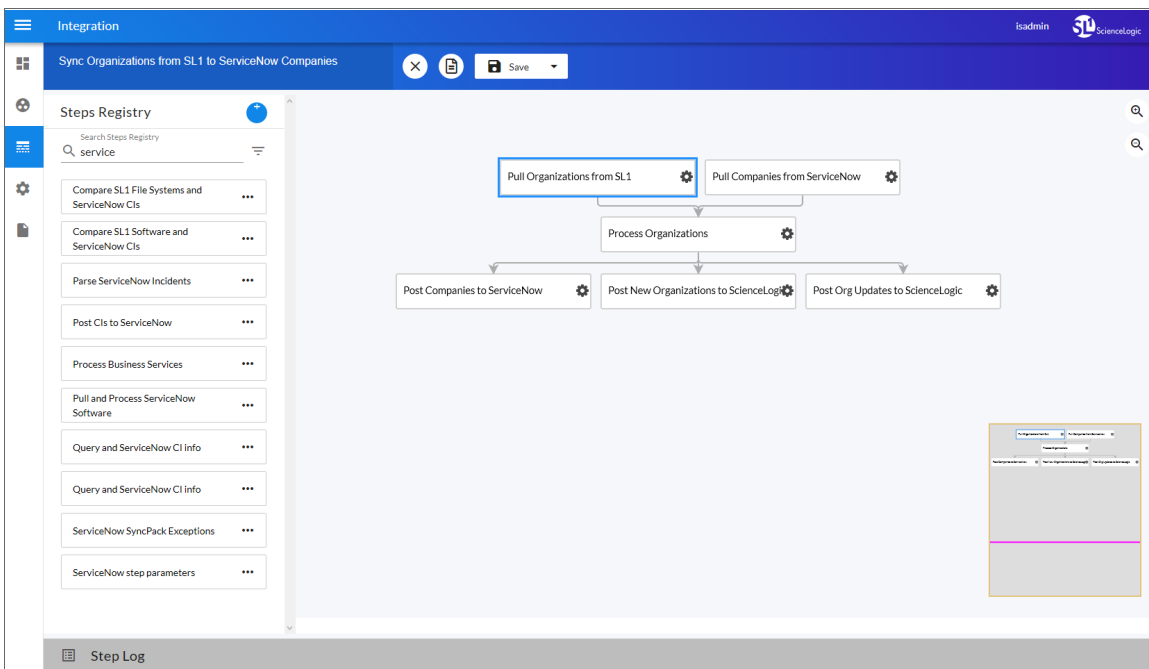 Integration
isadmin
SL1 ScienceLogic
Sync Organizations from SL1 to ServiceNow Companies
Save
Steps Registry
+
Search Steps Registry
service
Compare SL1 File Systems and
ServiceNow CIs
Compare SL1 Software and
ServiceNow CIs
Parse ServiceNow Incidents
Post CIs to ServiceNow
Process Business Services
Pull and Process ServiceNow
Software
Query and ServiceNow CI info
Query and ServiceNow CI info
ServiceNow SyncPack Exceptions
ServiceNow step parameters
Pull Organizations from SL1
Pull Companies from ServiceNow
Process Organizations
Post Companies to ServiceNow
Post New Organizations to ScienceLogi
Post Org Updates to ScienceLogic
Step Log